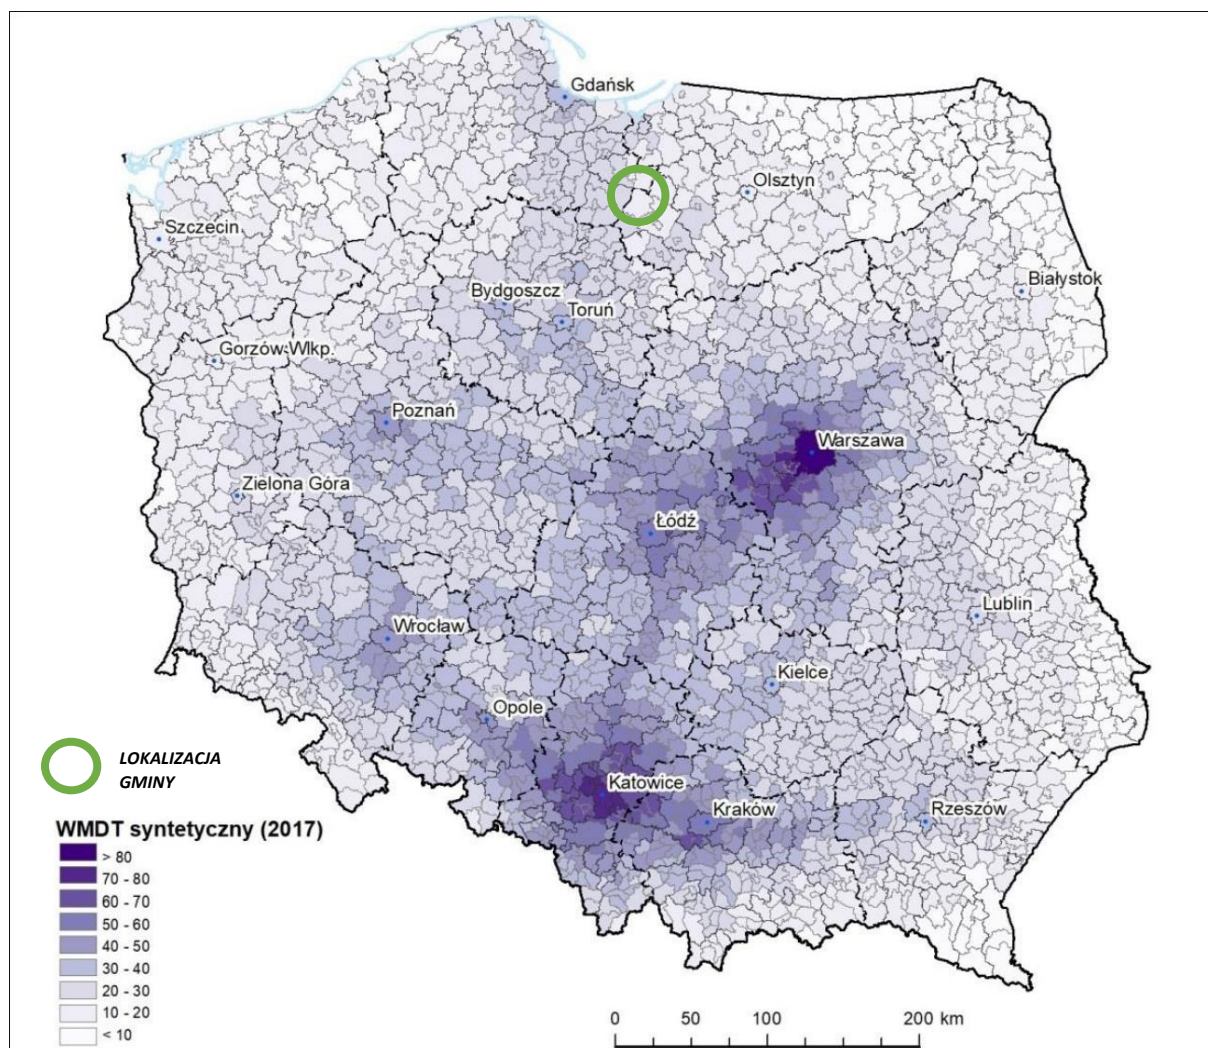 Gdańsk
Olsztyn
Szczecin
Białystok
Bydgoszcz
Toruń
Gorzów Wlkp.
Poznań
Warszawa
Zielona Góra
Łódź
Lublin
Wrocław
Kielce
Opole
Katowice
Kraków
Rzeszów
LOKALIZACJA
GMINY
WMDT syntetyczny (2017)
> 80
70 - 80
60 - 70
50 - 60
40 - 50
30 - 40
20 - 30
10 - 20
< 10
0 50 100 200 km